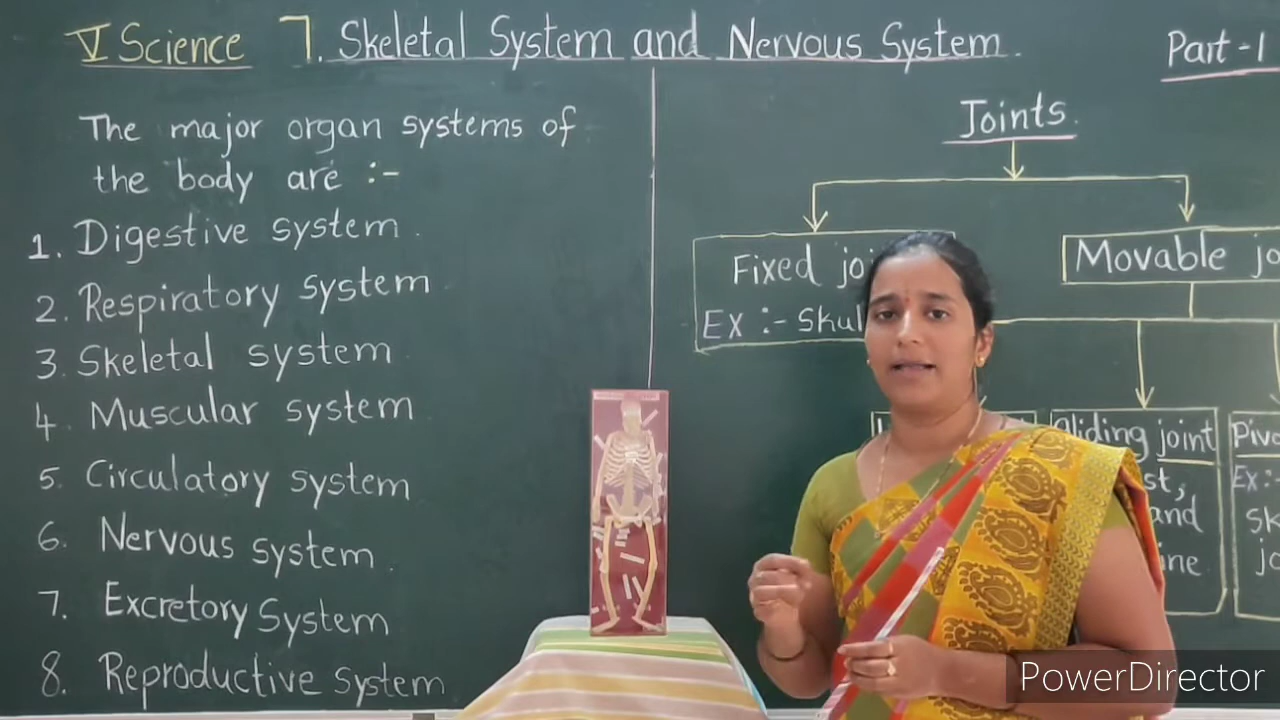 V Science 7. Skeletal System and Nervous System.
Part-1
The major organ systems of
the body are :-
1. Digestive system.
2. Respiratory system.
3. Skeletal system.
4. Muscular system.
5. Circulatory system.
6. Nervous system.
7. Excretory System.
8. Reproductive system.
Joints.
Fixed
Ex :-
Movable
Gliding joint
and
Ex:-
PowerDirector